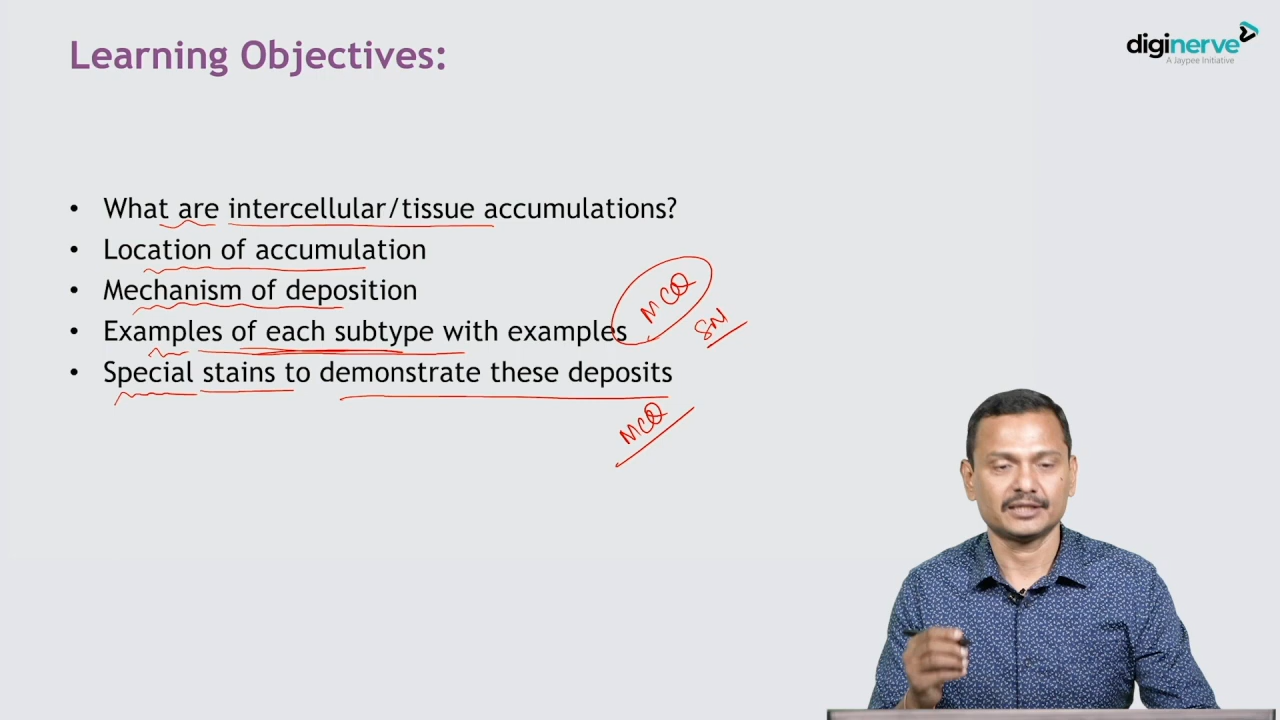 Learning Objectives:
diginerve
A Jaypee Initiative
• What are intercellular/tissue accumulations?
• Location of accumulation
• Mechanism of deposition
• Examples of each subtype with examples
MCQ
SN
• Special stains to demonstrate these deposits
MCQ